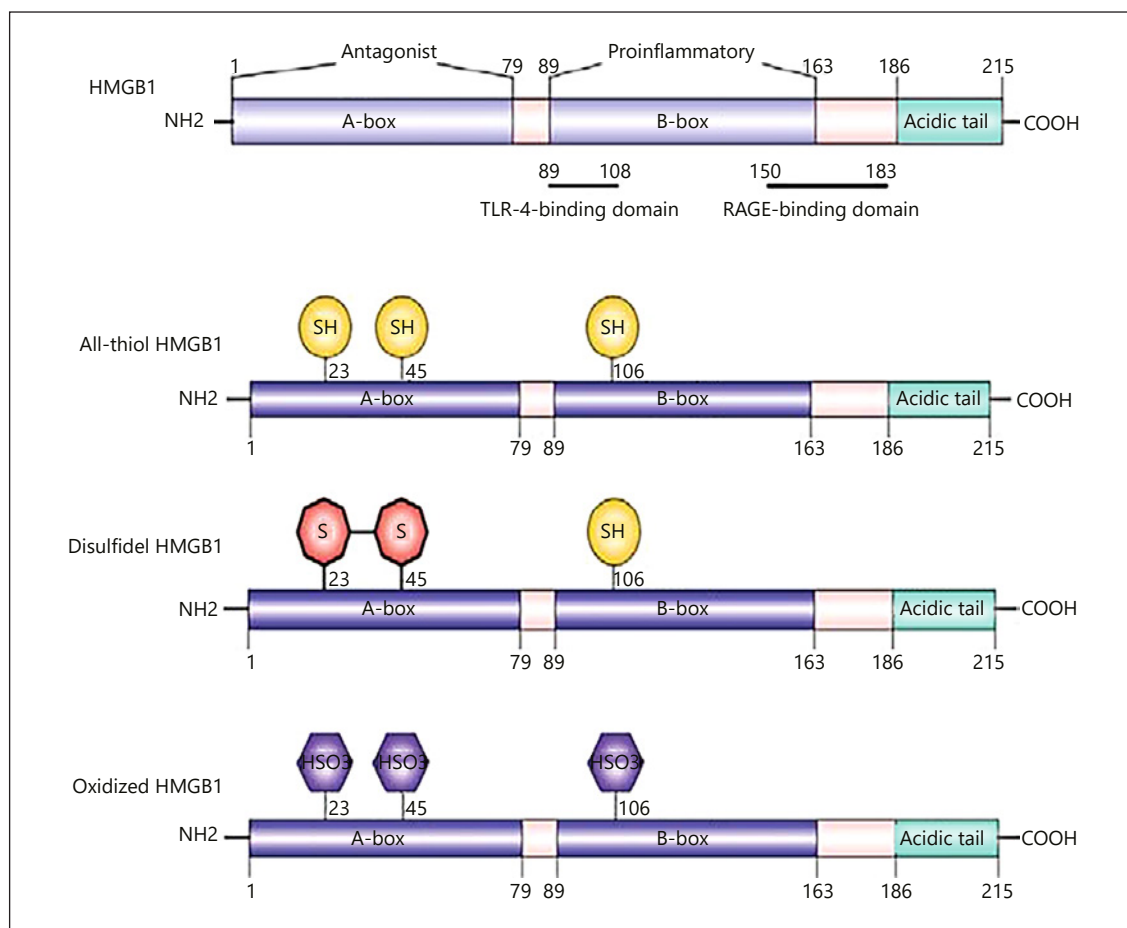 Antagonist Proinflammatory
1 79 89 163 186 215
HMGB1
NH2 A-box B-box Acidic tail COOH
89 108 150 183
TLR-4-binding domain RAGE-binding domain
SH SH SH
All-thiol HMGB1
23 45 106
NH2 A-box B-box Acidic tail COOH
1 79 89 163 186 215
S S SH
Disulfidel HMGB1
23 45 106
NH2 A-box B-box Acidic tail COOH
1 79 89 163 186 215
HSO3 HSO3 HSO3
Oxidized HMGB1
23 45 106
NH2 A-box B-box Acidic tail COOH
1 79 89 163 186 215